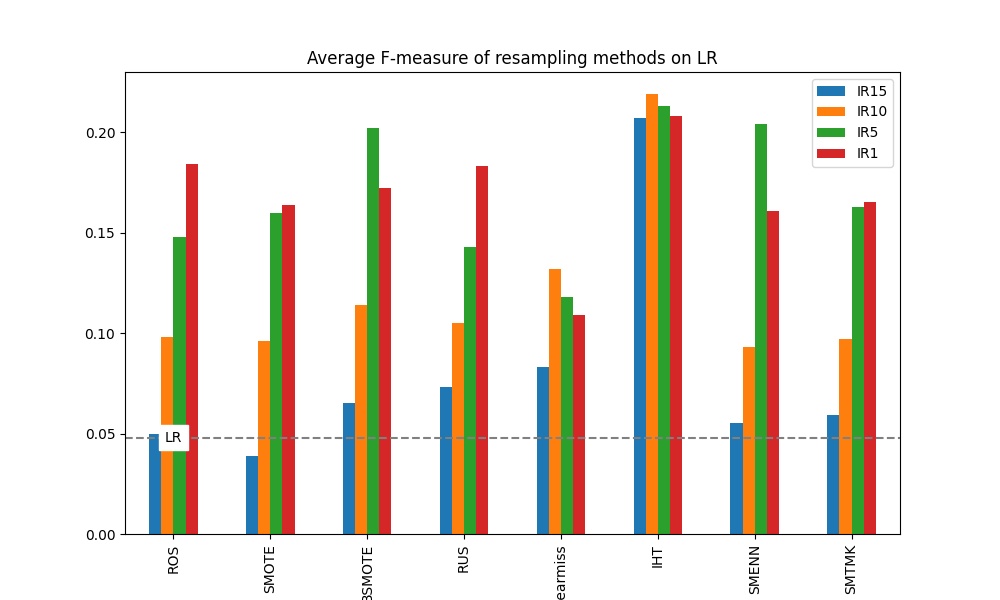 Average F-measure of resampling methods on LR
IR15
IR10
IR5
IR1
0.20
0.15
0.10
0.05
0.00
LR
ROS
SMOTE
BSMOTE
RUS
earmiss
IHT
SMENN
SMTMK